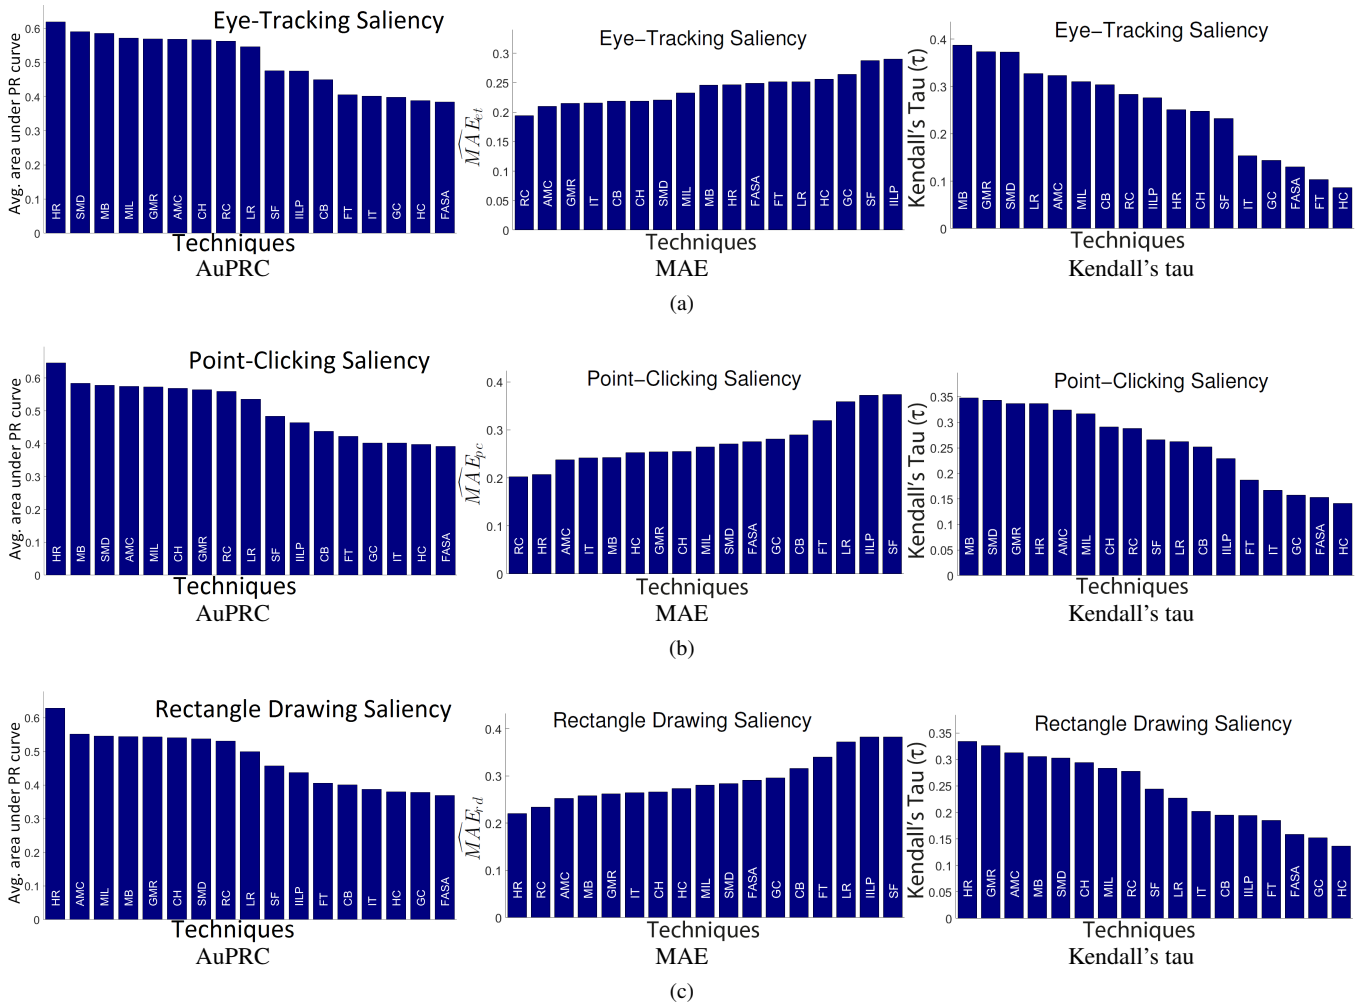 Eye-Tracking Saliency
Avg. area under PR curve
0.6
0.5
0.4
0.3
0.2
0.1
0
HR SMD MB MIL GMR AMC CH RC LR SF IILP CB FT IT GC HC FASA
Techniques
AuPRC
Eye−Tracking Saliency
MAE_et
0.3
0.25
0.2
0.15
0.1
0.05
0
RC AMC GMR IT CB CH SMD MIL MB HR FASA FT LR HC GC SF IILP
Techniques
MAE
Eye−Tracking Saliency
Kendall's Tau (τ)
0.4
0.3
0.2
0.1
0
MB GMR SMD LR AMC MIL CB RC IILP HR CH SF IT GC FASA FT HC
Techniques
Kendall's tau
(a)
Point-Clicking Saliency
Avg. area under PR curve
0.6
0.5
0.4
0.3
0.2
0.1
0
HR MB SMD AMC MIL CH GMR RC LR SF IILP CB FT GC IT HC FASA
Techniques
AuPRC
Point−Clicking Saliency
MAE_pc
0.4
0.3
0.2
0.1
0
RC HR AMC IT MB HC GMR CH MIL SMD FASA GC CB FT LR IILP SF
Techniques
MAE
Point−Clicking Saliency
Kendall's Tau (τ)
0.35
0.3
0.25
0.2
0.15
0.1
0.05
0
MB SMD GMR HR AMC MIL CH RC SF LR CB IILP FT IT GC FASA HC
Techniques
Kendall's tau
(b)
Rectangle Drawing Saliency
Avg. area under PR curve
0.6
0.5
0.4
0.3
0.2
0.1
0
HR AMC MIL MB GMR CH SMD RC LR SF IILP FT CB IT HC GC FASA
Techniques
AuPRC
Rectangle Drawing Saliency
MAE_rd
0.4
0.3
0.2
0.1
0
HR RC AMC MB GMR IT CH HC MIL SMD FASA GC CB FT LR IILP SF
Techniques
MAE
Rectangle Drawing Saliency
Kendall's Tau (τ)
0.35
0.3
0.25
0.2
0.15
0.1
0.05
0
HR GMR AMC MB SMD CH MIL RC SF LR IT CB IILP FT FASA GC HC
Techniques
Kendall's tau
(c)